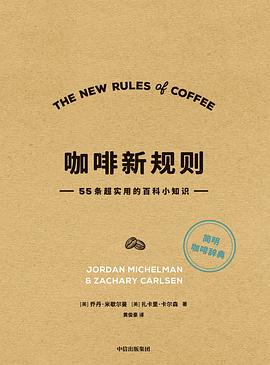 THE NEW RULES of COFFEE
咖啡新规则
55条超实用的百科小知识
简明
咖啡辞典
JORDAN MICHELMAN
& ZACHARY CARLSEN
[美] 乔丹·米歇尔曼 [美] 扎卡里·卡尔森 著
黄俊豪 译
中信出版集团